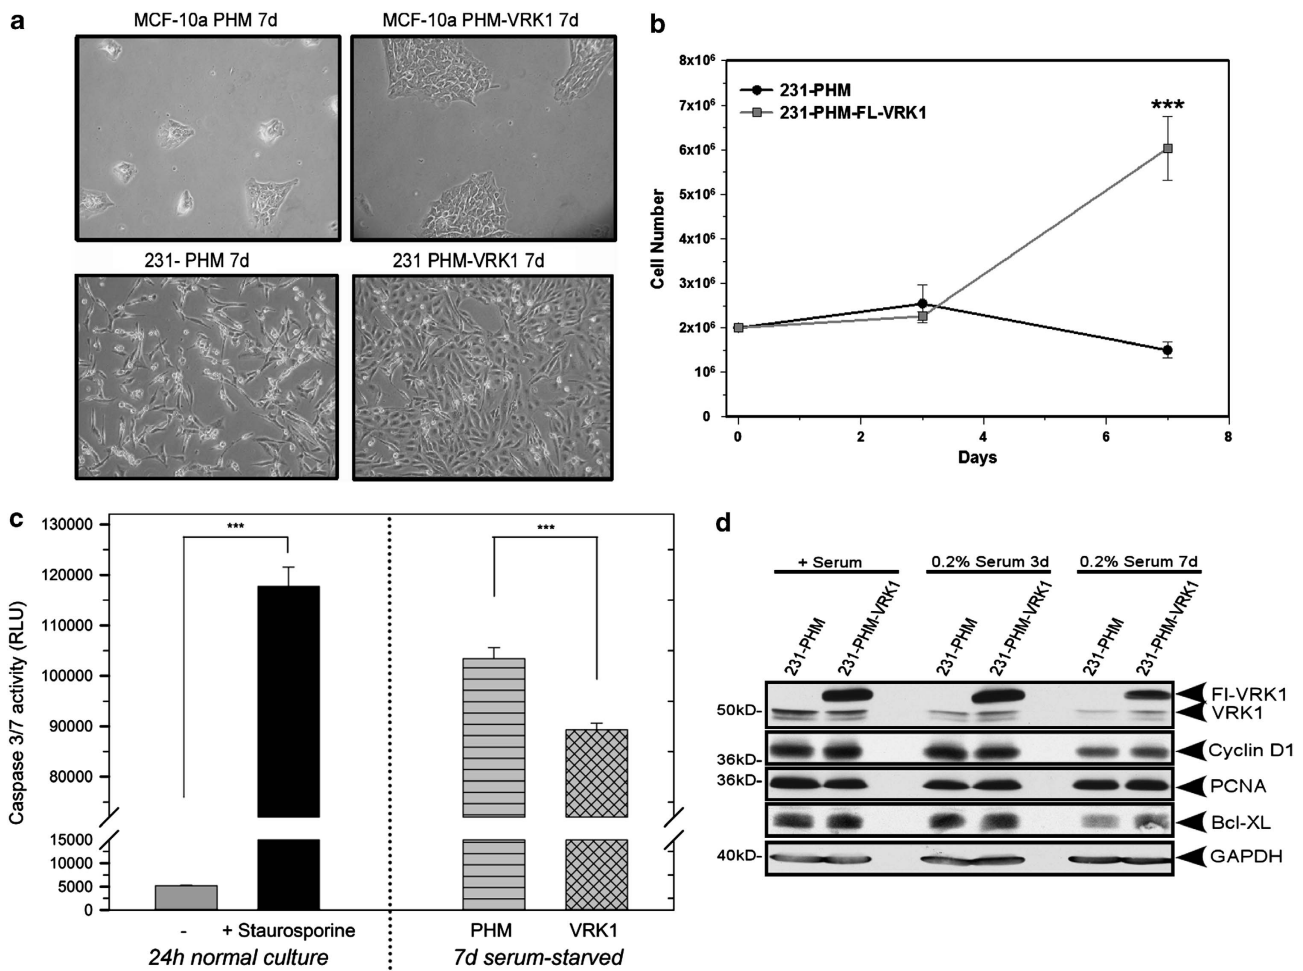 a
MCF-10a PHM 7d
MCF-10a PHM-VRK1 7d
231- PHM 7d
231 PHM-VRK1 7d
b
8x10⁶
7x10⁶
6x10⁶
5x10⁶
4x10⁶
3x10⁶
2x10⁶
10⁶
0
Cell Number
231-PHM
231-PHM-FL-VRK1
***
0 2 4 6 8
Days
c
Caspase 3/7 activity (RLU)
130000
120000
110000
100000
90000
80000
15000
10000
5000
0
***
***
- + Staurosporine PHM VRK1
24h normal culture 7d serum-starved
d
+ Serum 0.2% Serum 3d 0.2% Serum 7d
231-PHM 231-PHM-VRK1 231-PHM 231-PHM-VRK1 231-PHM 231-PHM-VRK1
Fl-VRK1
50kD- VRK1
Cyclin D1
36kD-
36kD-
PCNA
Bcl-XL
40kD- GAPDH